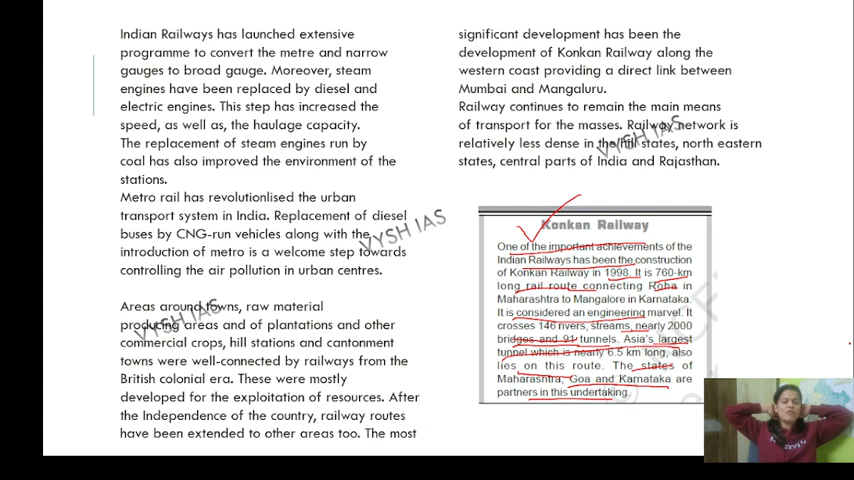 Indian Railways has launched extensive
programme to convert the metre and narrow
gauges to broad gauge. Moreover, steam
engines have been replaced by diesel and
electric engines. This step has increased the
speed, as well as, the haulage capacity.
The replacement of steam engines run by
coal has also improved the environment of the
stations.
Metro rail has revolutionised the urban
transport system in India. Replacement of diesel
buses by CNG-run vehicles along with the
introduction of metro is a welcome step towards
controlling the air pollution in urban centres.
Areas around towns, raw material
producing areas and of plantations and other
commercial crops, hill stations and cantonment
towns were well-connected by railways from the
British colonial era. These were mostly
developed for the exploitation of resources. After
the Independence of the country, railway routes
have been extended to other areas too. The most
significant development has been the
development of Konkan Railway along the
western coast providing a direct link between
Mumbai and Mangaluru.
Railway continues to remain the main means
of transport for the masses. Railway network is
relatively less dense in the hill states, north eastern
states, central parts of India and Rajasthan.
Konkan Railway
One of the important achievements of the
Indian Railways has been the construction
of Konkan Railway in 1998. It is 760-km
long rail route connecting Roha in
Maharashtra to Mangalore in Karnataka.
It is considered an engineering marvel. It
crosses 146 rivers, streams, nearly 2000
bridges and 91 tunnels. Asia's largest
tunnel which is nearly 6.5 km long, also
lies on this route. The states of
Maharashtra, Goa and Karnataka are
partners in this undertaking.
VYSH IAS
VYSH IAS
VYSH IAS